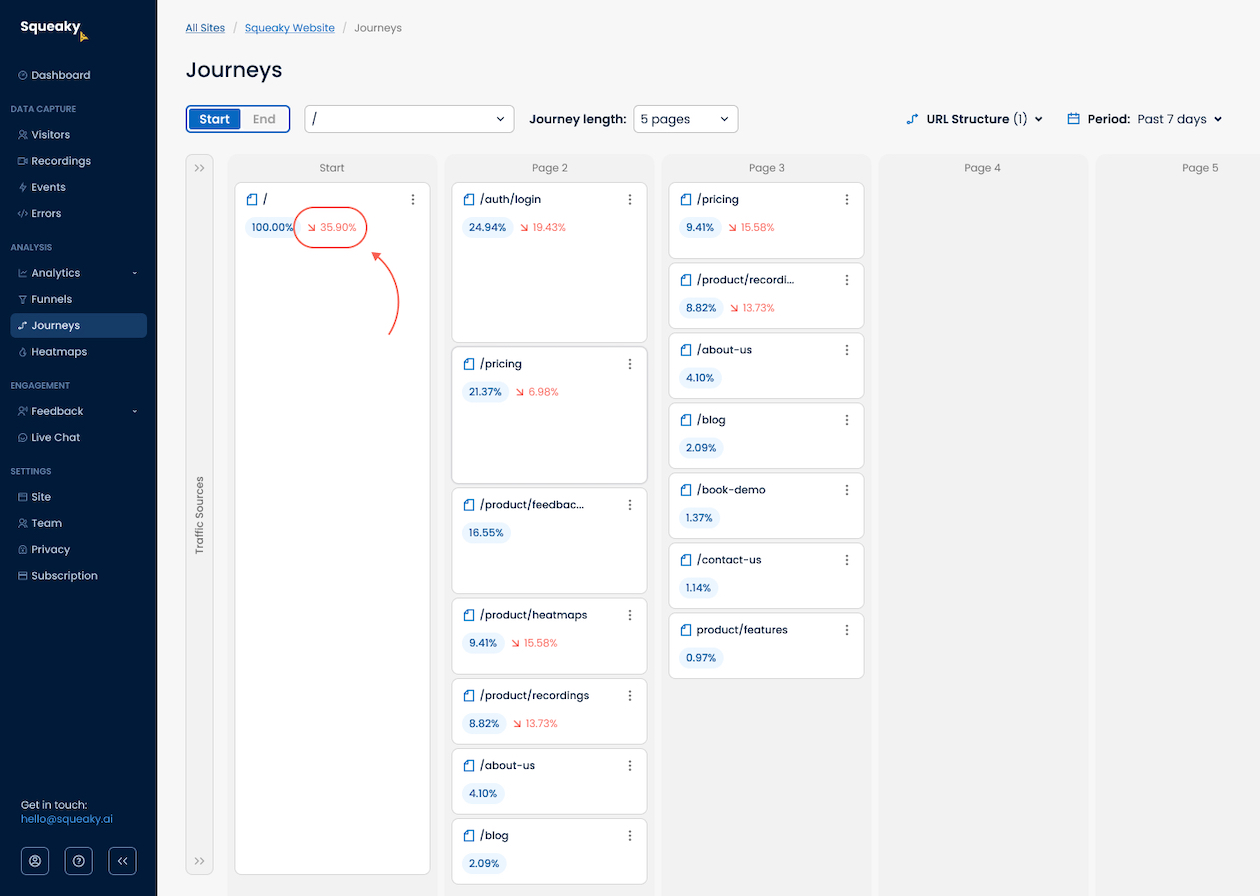 Squeaky
Dashboard
DATA CAPTURE
Visitors
Recordings
Events
Errors
ANALYSIS
Analytics
Funnels
Journeys
Heatmaps
ENGAGEMENT
Feedback
Live Chat
SETTINGS
Site
Team
Privacy
Subscription
Get in touch:
hello@squeaky.ai
All Sites / Squeaky Website / Journeys
Journeys
Start End / Journey length: 5 pages URL Structure (1) Period: Past 7 days
Traffic Sources
Start
/
100.00% 35.90%
Page 2
/auth/login
24.94% 19.43%
/pricing
21.37% 6.98%
/product/feedbac...
16.55%
/product/heatmaps
9.41% 15.58%
/product/recordings
8.82% 13.73%
/about-us
4.10%
/blog
2.09%
Page 3
/pricing
9.41% 15.58%
/product/recordi...
8.82% 13.73%
/about-us
4.10%
/blog
2.09%
/book-demo
1.37%
/contact-us
1.14%
product/features
0.97%
Page 4
Page 5